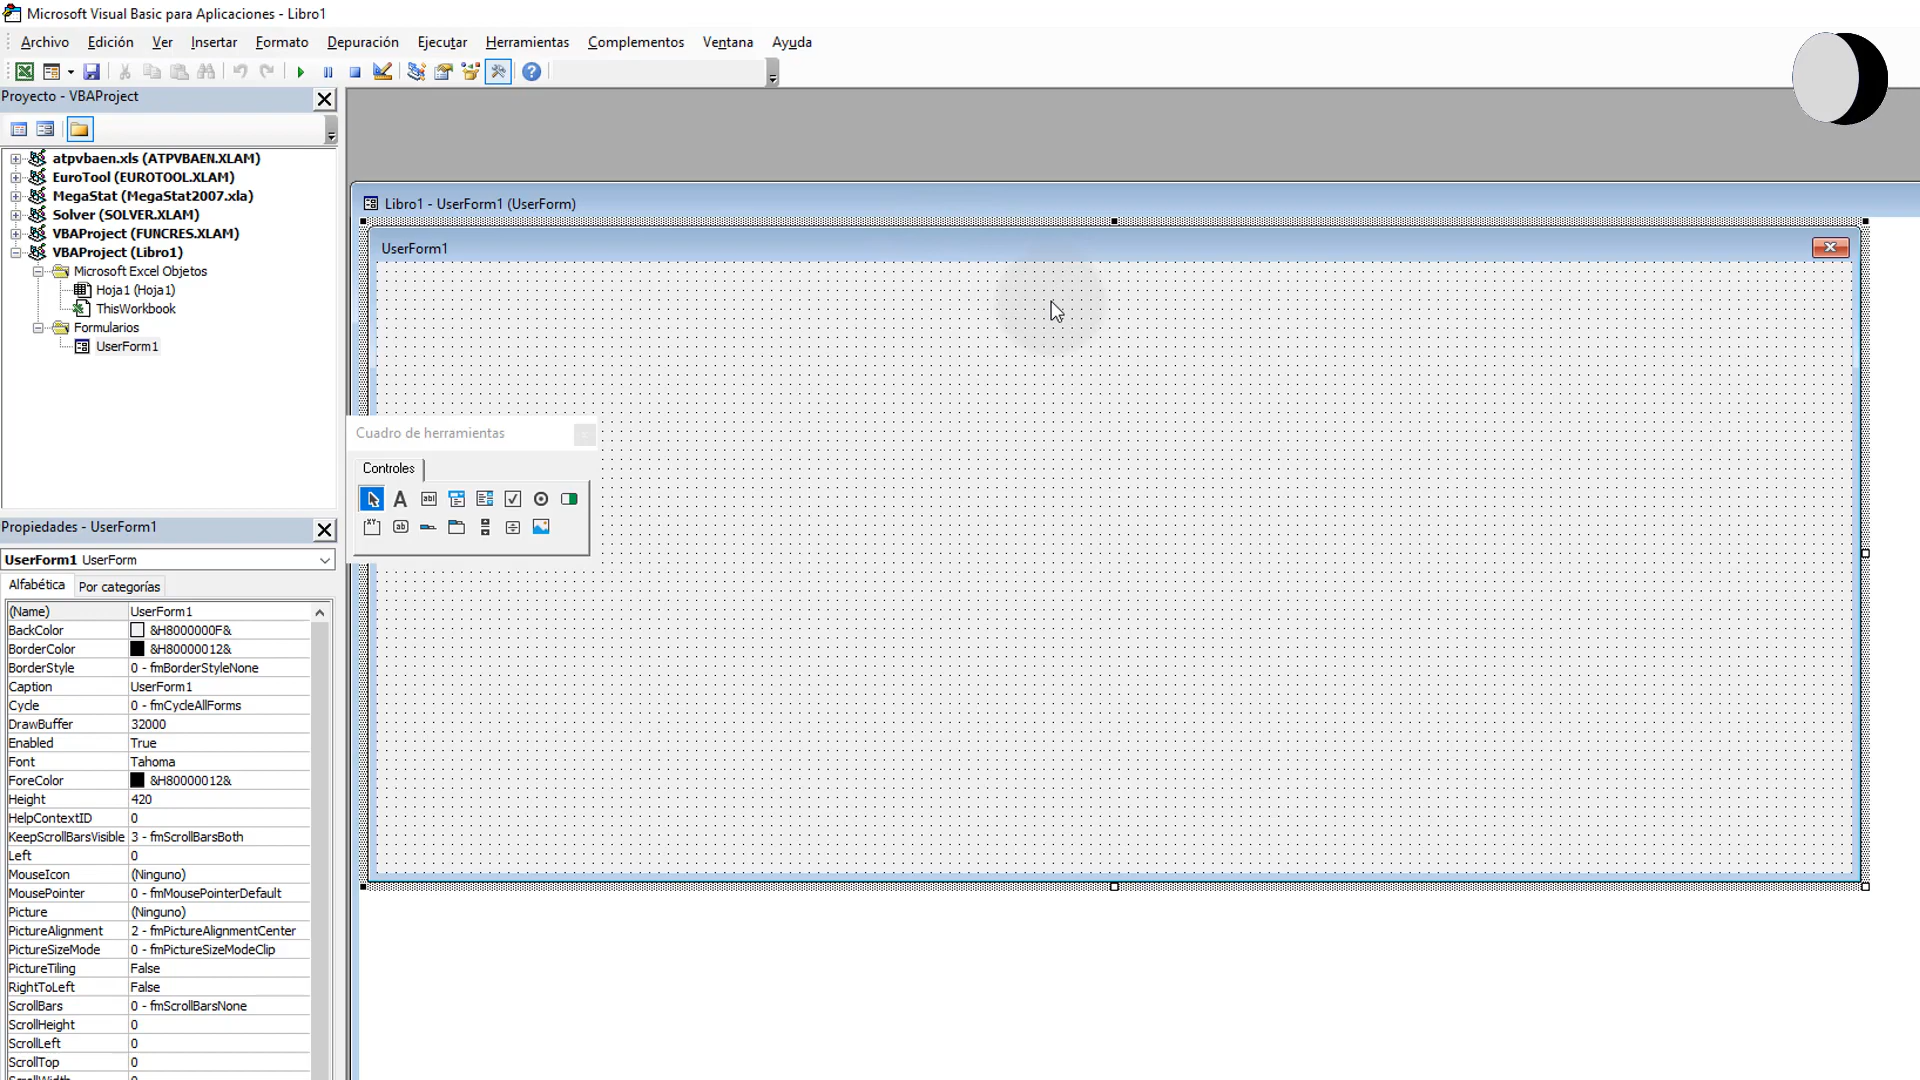 Microsoft Visual Basic para Aplicaciones - Libro1
Archivo Edición Ver Insertar Formato Depuración Ejecutar Herramientas Complementos Ventana Ayuda
Proyecto - VBAProject
atpvbaen.xls (ATPVBAEN.XLAM)
EuroTool (EUROTOOL.XLAM)
MegaStat (MegaStat2007.xla)
Solver (SOLVER.XLAM)
VBAProject (FUNCRES.XLAM)
VBAProject (Libro1)
Microsoft Excel Objetos
Hoja1 (Hoja1)
ThisWorkbook
Formularios
UserForm1
Propiedades - UserForm1
UserForm1 UserForm
Alfabética Por categorías
(Name) UserForm1
BackColor &H8000000F&
BorderColor &H80000012&
BorderStyle 0 - fmBorderStyleNone
Caption UserForm1
Cycle 0 - fmCycleAllForms
DrawBuffer 32000
Enabled True
Font Tahoma
ForeColor &H80000012&
Height 420
HelpContextID 0
KeepScrollBarsVisible 3 - fmScrollBarsBoth
Left 0
MouseIcon (Ninguno)
MousePointer 0 - fmMousePointerDefault
Picture (Ninguno)
PictureAlignment 2 - fmPictureAlignmentCenter
PictureSizeMode 0 - fmPictureSizeModeClip
PictureTiling False
RightToLeft False
ScrollBars 0 - fmScrollBarsNone
ScrollHeight 0
ScrollLeft 0
ScrollTop 0
Libro1 - UserForm1 (UserForm)
UserForm1
Cuadro de herramientas
Controles